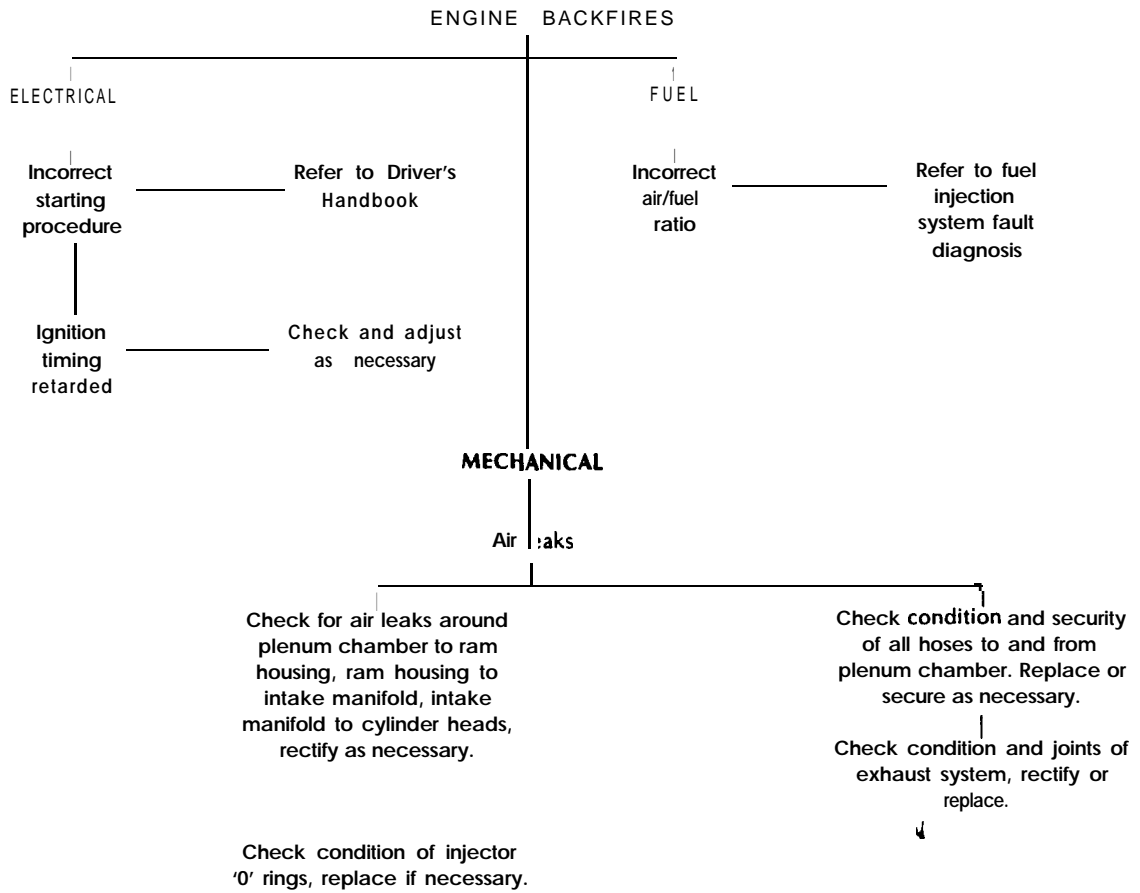 ENGINE BACKFIRES
ELECTRICAL
FUEL
Incorrect
starting
procedure
Refer to Driver's
Handbook
Incorrect
air/fuel
ratio
Refer to fuel
injection
system fault
diagnosis
Ignition
timing
retarded
Check and adjust
as necessary
MECHANICAL
Air eaks
Check for air leaks around
plenum chamber to ram
housing, ram housing to
intake manifold, intake
manifold to cylinder heads,
rectify as necessary.
Check condition and security
of all hoses to and from
plenum chamber. Replace or
secure as necessary.
Check condition and joints of
exhaust system, rectify or
replace.
Check condition of injector
'0' rings, replace if necessary.